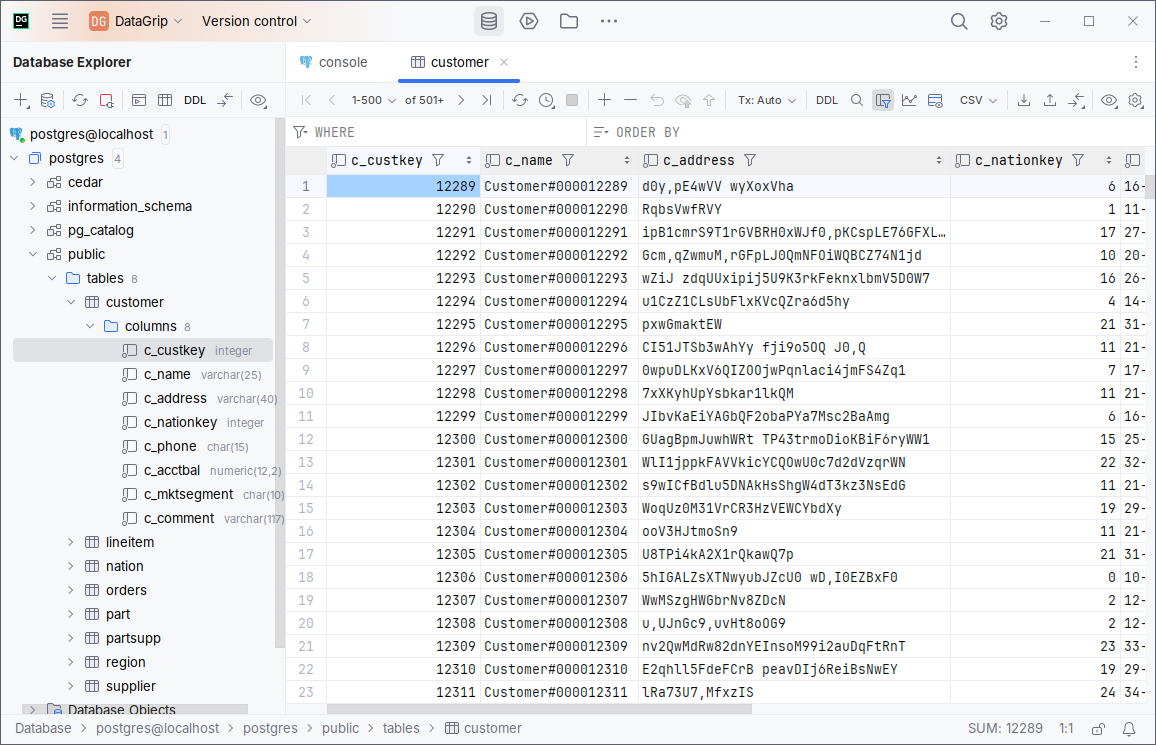 DG DG DataGrip Version control
Database Explorer console customer
DDL 1-500 of 501+ Tx: Auto DDL CSV
WHERE ORDER BY
postgres@localhost 1
postgres 4
cedar
information_schema
pg_catalog
public
tables 8
customer
columns 8
c_custkey integer
c_name varchar(25)
c_address varchar(40)
c_nationkey integer
c_phone char(15)
c_acctbal numeric(12,2)
c_mktsegment char(10)
c_comment varchar(117)
lineitem
nation
orders
part
partsupp
region
supplier
Database Objects
c_custkey c_name c_address c_nationkey
1 12289 Customer#000012289 d0y,pE4wVV wyXoxVha 6 16-
2 12290 Customer#000012290 RqbsVwfRVY 1 11-
3 12291 Customer#000012291 ipB1cmrS9T1rGVBRH0xWJf0,pKCspLE76GFXL… 17 27-
4 12292 Customer#000012292 Gcm,qZwmuM,rGFpLJ0QmNFOiWQBCZ74N1jd 10 20-
5 12293 Customer#000012293 wZiJ zdqUUxipij5U9K3rkFeknxlbmV5D0W7 16 26-
6 12294 Customer#000012294 u1CzZ1CLsUbFlxKVcQZra6d5hy 4 14-
7 12295 Customer#000012295 pxwGmaktEW 21 31-
8 12296 Customer#000012296 CI51JTSb3wAhYy fji9o5OQ J0,Q 11 21-
9 12297 Customer#000012297 0wpuDLKxV6QIZOOjwPqnlaci4jmFS4Zq1 7 17-
10 12298 Customer#000012298 7xXKyhUpYsbkar1lkQM 11 21-
11 12299 Customer#000012299 JIbvKaEiYAGbQF2obaPYa7Msc2BaAmg 6 16-
12 12300 Customer#000012300 GUagBpmJuwhWRt TP43trmoDioKBiF6ryWW1 15 25-
13 12301 Customer#000012301 WlI1jppkFAVVkicYCQOwU0c7d2dVzqrWN 22 32-
14 12302 Customer#000012302 s9wICfBdlu5DNAkHsShgW4dT3kz3NsEdG 11 21-
15 12303 Customer#000012303 WoqUz0M31VrCR3HzVEWCYbdXy 19 29-
16 12304 Customer#000012304 ooV3HJtmoSn9 11 21-
17 12305 Customer#000012305 U8TPi4kA2X1rQkawQ7p 21 31-
18 12306 Customer#000012306 5hIGALZsXTNwyubJZcU0 wD,I0EZBxF0 0 10-
19 12307 Customer#000012307 WwMSzgHWGbrNv8ZDcN 2 12-
20 12308 Customer#000012308 u,UJnGc9,uvHt8oOG9 2 12-
21 12309 Customer#000012309 nv2QwMdRw82dnYEInsoM99i2auDqFtRnT 23 33-
22 12310 Customer#000012310 E2qhll5FdeFCrB peavDIj6ReiBsNwEY 19 29-
23 12311 Customer#000012311 lRa73U7,MfxzIS 24 34-
Database postgres@localhost postgres public tables customer SUM: 12289 1:1